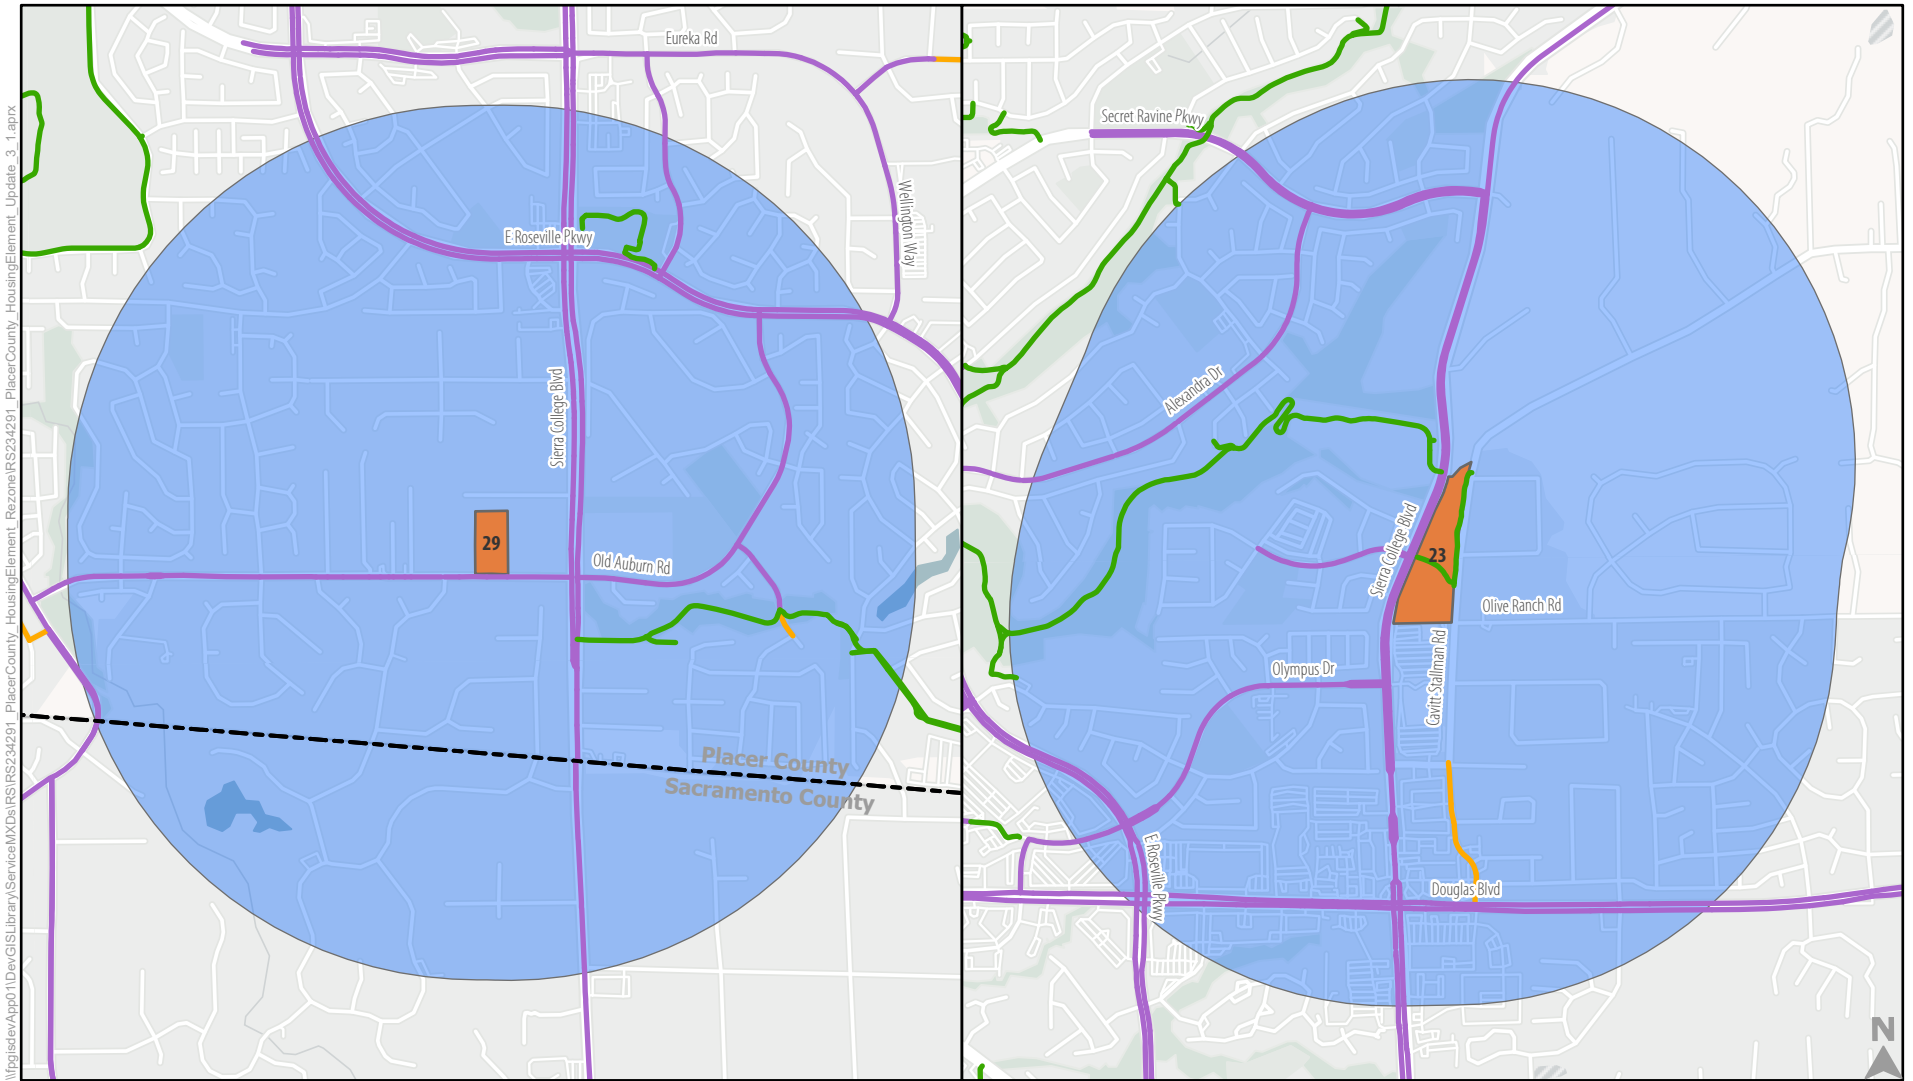 Eureka Rd
Wellington Way
E Roseville Pkwy
Sierra College Blvd
29
Old Auburn Rd
Placer County
Sacramento County
Secret Ravine Pkwy
Alexandra Dr
Sierra College Blvd
23
Olive Ranch Rd
Cavitt-Stallman Rd
Olympus Dr
E Roseville Pkwy
Douglas Blvd
N
\\fpgisdevApp01\DevGISLibrary\ServiceMXDs\RS\RS234291_PlacerCounty_HousingElement_Rezone\RS234291_PlacerCounty_HousingElement_Update_3_1.aprx